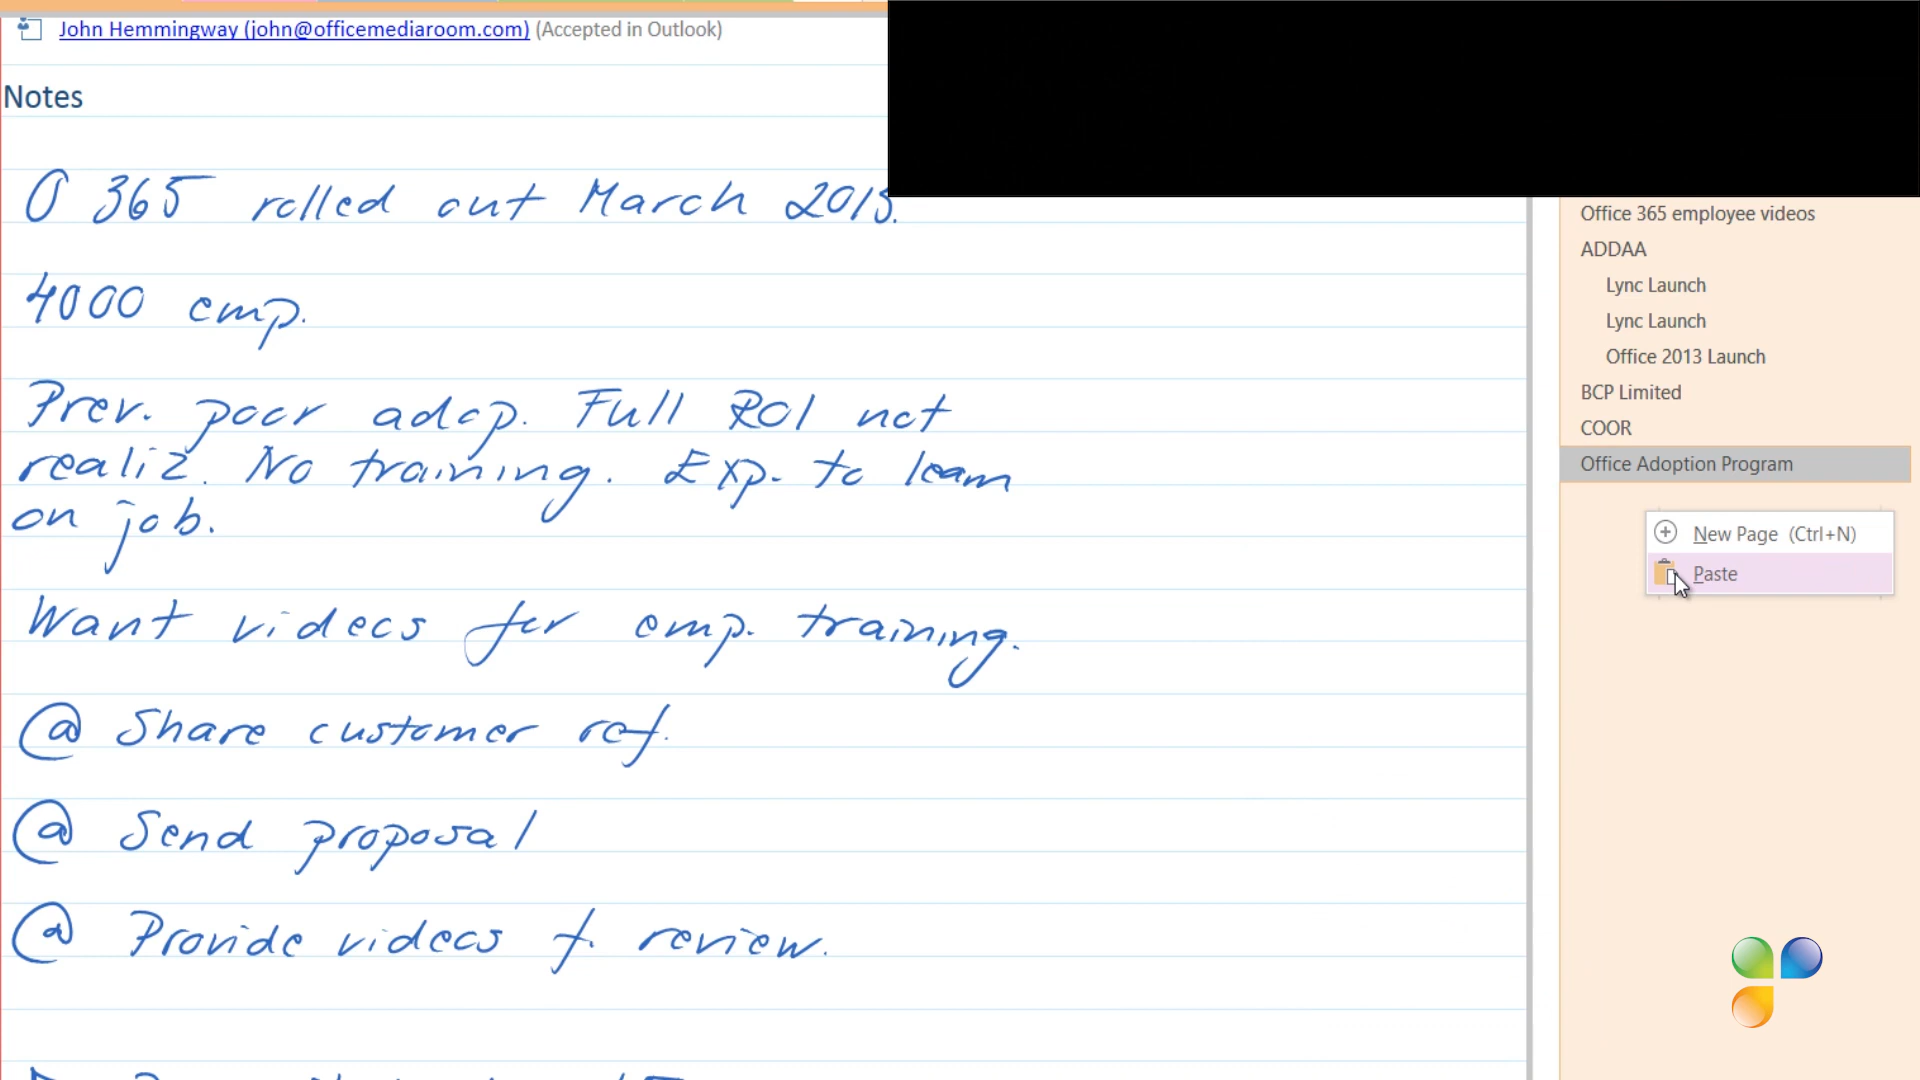 John Hemmingway (john@officemediaroom.com) (Accepted in Outlook)
Notes
O 365 rolled out March 2013.
4000 emp.
Prev. poor adop. Full ROI not
realiz. No training. Exp. to learn
on job.
Want videos for emp. training.
@ Share customer ref.
@ Send proposal
@ Provide videos f. review.
Office 365 employee videos
ADDAA
Lync Launch
Lync Launch
Office 2013 Launch
BCP Limited
COOR
Office Adoption Program
New Page (Ctrl+N)
Paste